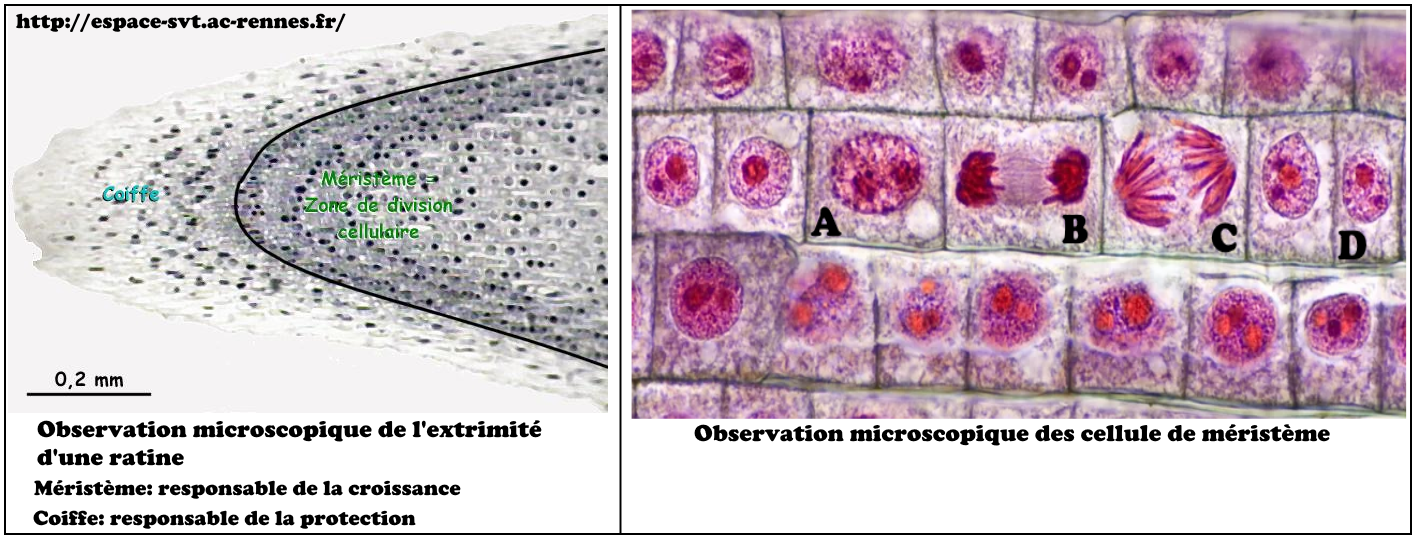 http://espace-svt.ac-rennes.fr/
Coiffe
Méristème =
Zone de division
cellulaire
0,2 mm
Observation microscopique de l'extrimité
d'une ratine
Méristème: responsable de la croissance
Coiffe: responsable de la protection
A
B
C
D
Observation microscopique des cellule de méristème